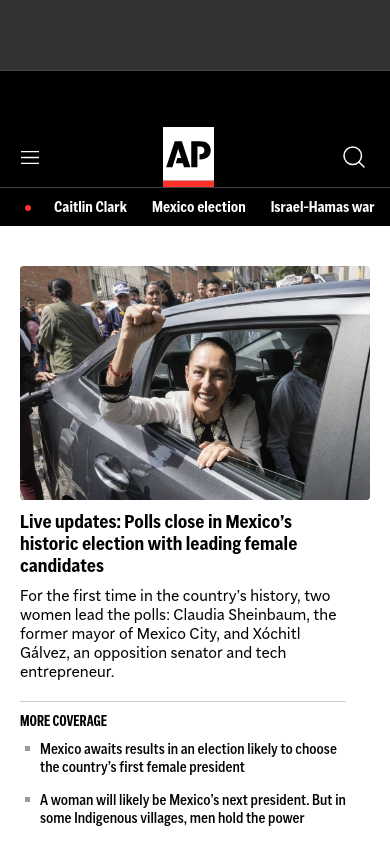 AP
Caitlin Clark Mexico election Israel-Hamas war
Live updates: Polls close in Mexico’s
historic election with leading female
candidates
For the first time in the country’s history, two
women lead the polls: Claudia Sheinbaum, the
former mayor of Mexico City, and Xóchitl
Gálvez, an opposition senator and tech
entrepreneur.
MORE COVERAGE
Mexico awaits results in an election likely to choose
the country’s first female president
A woman will likely be Mexico’s next president. But in
some Indigenous villages, men hold the power